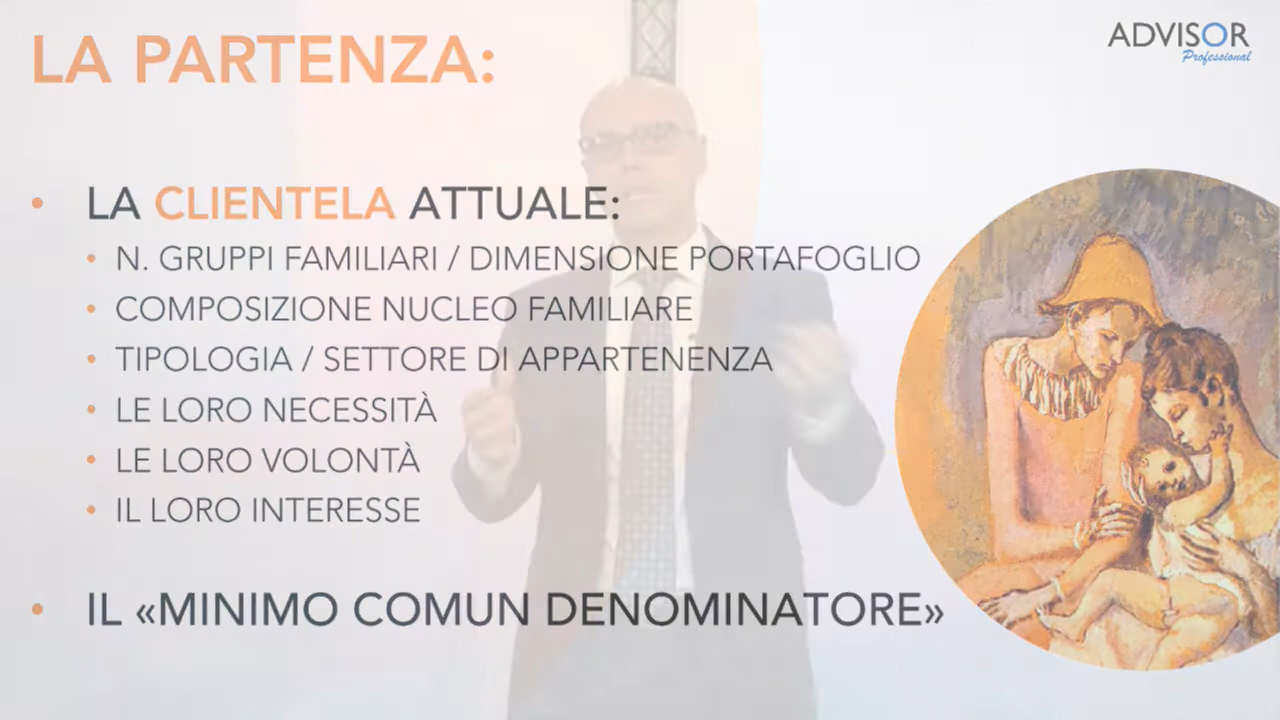 LA PARTENZA:
ADVISOR
Professional
• LA CLIENTELA ATTUALE:
• N. GRUPPI FAMILIARI / DIMENSIONE PORTAFOGLIO
• COMPOSIZIONE NUCLEO FAMILIARE
• TIPOLOGIA / SETTORE DI APPARTENENZA
• LE LORO NECESSITÀ
• LE LORO VOLONTÀ
• IL LORO INTERESSE
• IL «MINIMO COMUN DENOMINATORE»